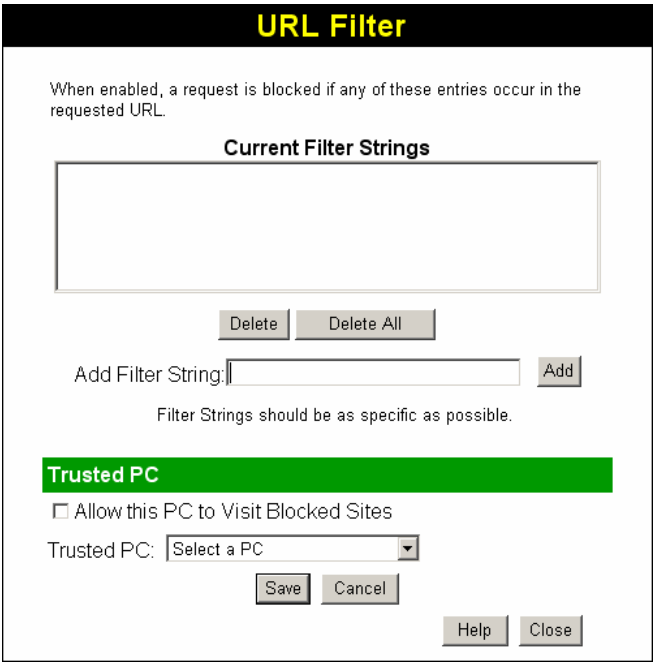 URL Filter
When enabled, a request is blocked if any of these entries occur in the
requested URL.
Current Filter Strings
Delete Delete All
Add Filter String: Add
Filter Strings should be as specific as possible.
Trusted PC
Allow this PC to Visit Blocked Sites
Trusted PC: Select a PC
Save Cancel
Help Close